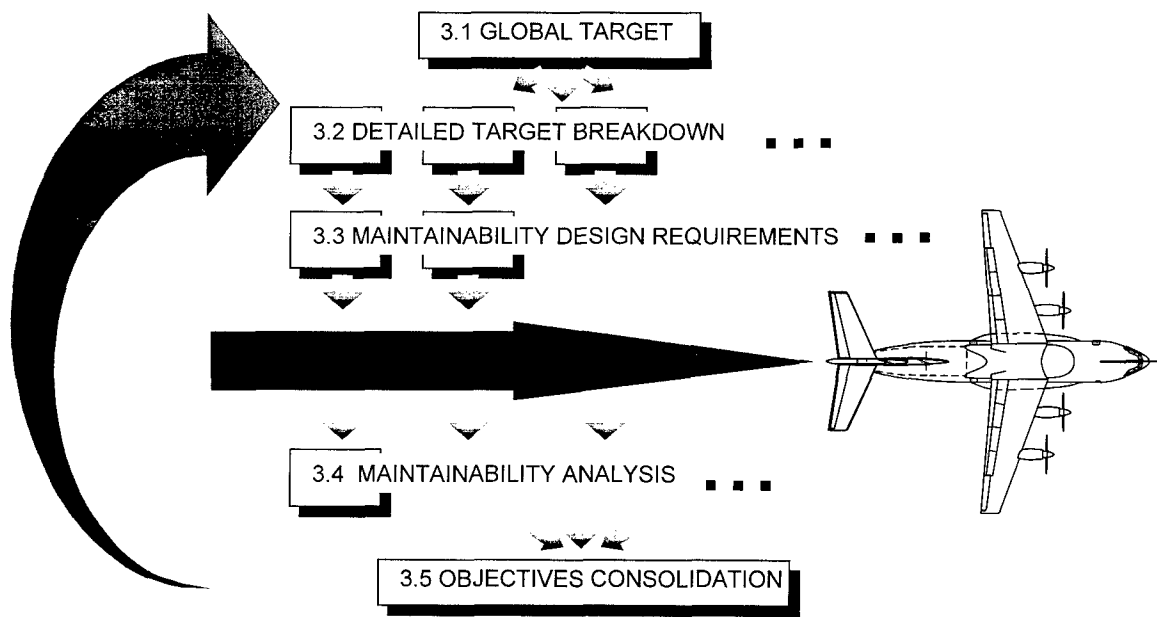 3.1 GLOBAL TARGET
3.2 DETAILED TARGET BREAKDOWN
3.3 MAINTAINABILITY DESIGN REQUIREMENTS
3.4 MAINTAINABILITY ANALYSIS
3.5 OBJECTIVES CONSOLIDATION